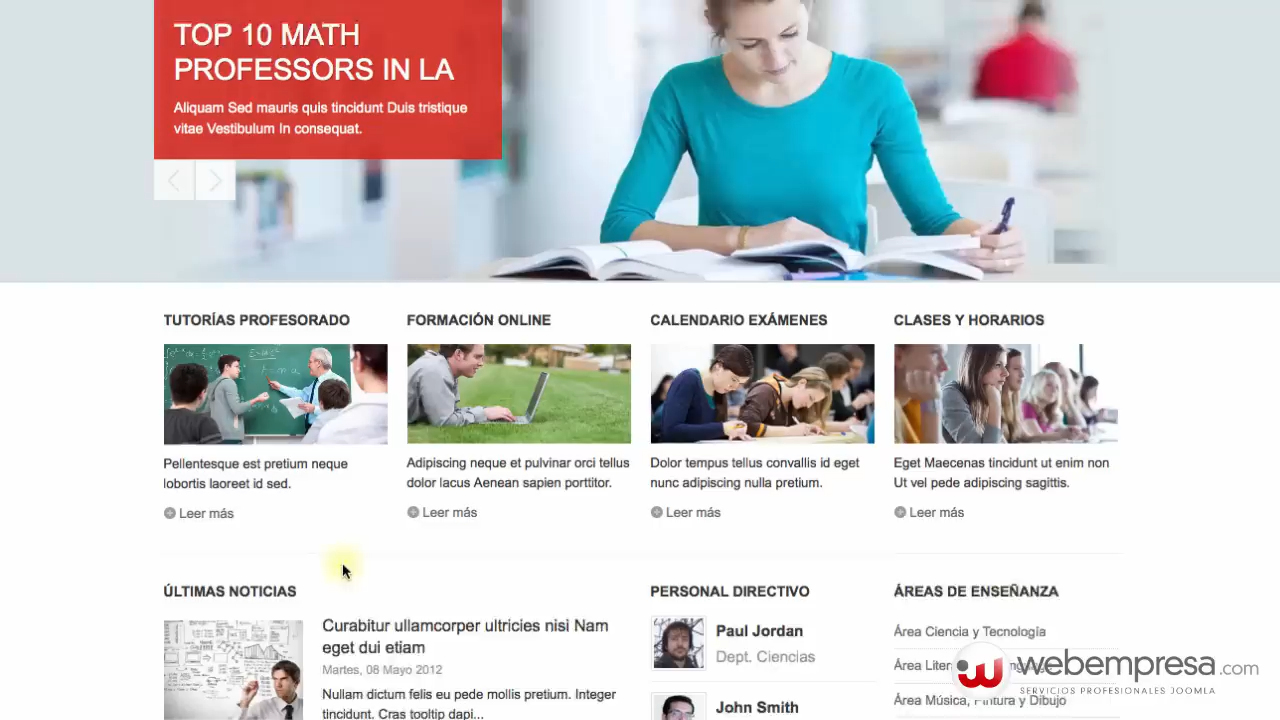 TOP 10 MATH
PROFESSORS IN LA
Aliquam Sed mauris quis tincidunt Duis tristique
vitae Vestibulum In consequat.
TUTORÍAS PROFESORADO
Pellentesque est pretium neque
lobortis laoreet id sed.
Leer más
FORMACIÓN ONLINE
Adipiscing neque et pulvinar orci tellus
dolor lacus Aenean sapien porttitor.
Leer más
CALENDARIO EXÁMENES
Dolor tempus tellus convallis id eget
nunc adipiscing nulla pretium.
Leer más
CLASES Y HORARIOS
Eget Maecenas tincidunt ut enim non
Ut vel pede adipiscing sagittis.
Leer más
ÚLTIMAS NOTICIAS
Curabitur ullamcorper ultricies nisi Nam
eget dui etiam
Martes, 08 Mayo 2012
Nullam dictum felis eu pede mollis pretium. Integer
tincidunt. Cras tooltip dapi...
PERSONAL DIRECTIVO
Paul Jordan
Dept. Ciencias
John Smith
ÁREAS DE ENSEÑANZA
Área Ciencia y Tecnología
Área
Área Música, Pintura y Dibujo
webempresa.com
SERVICIOS PROFESIONALES JOOMLA